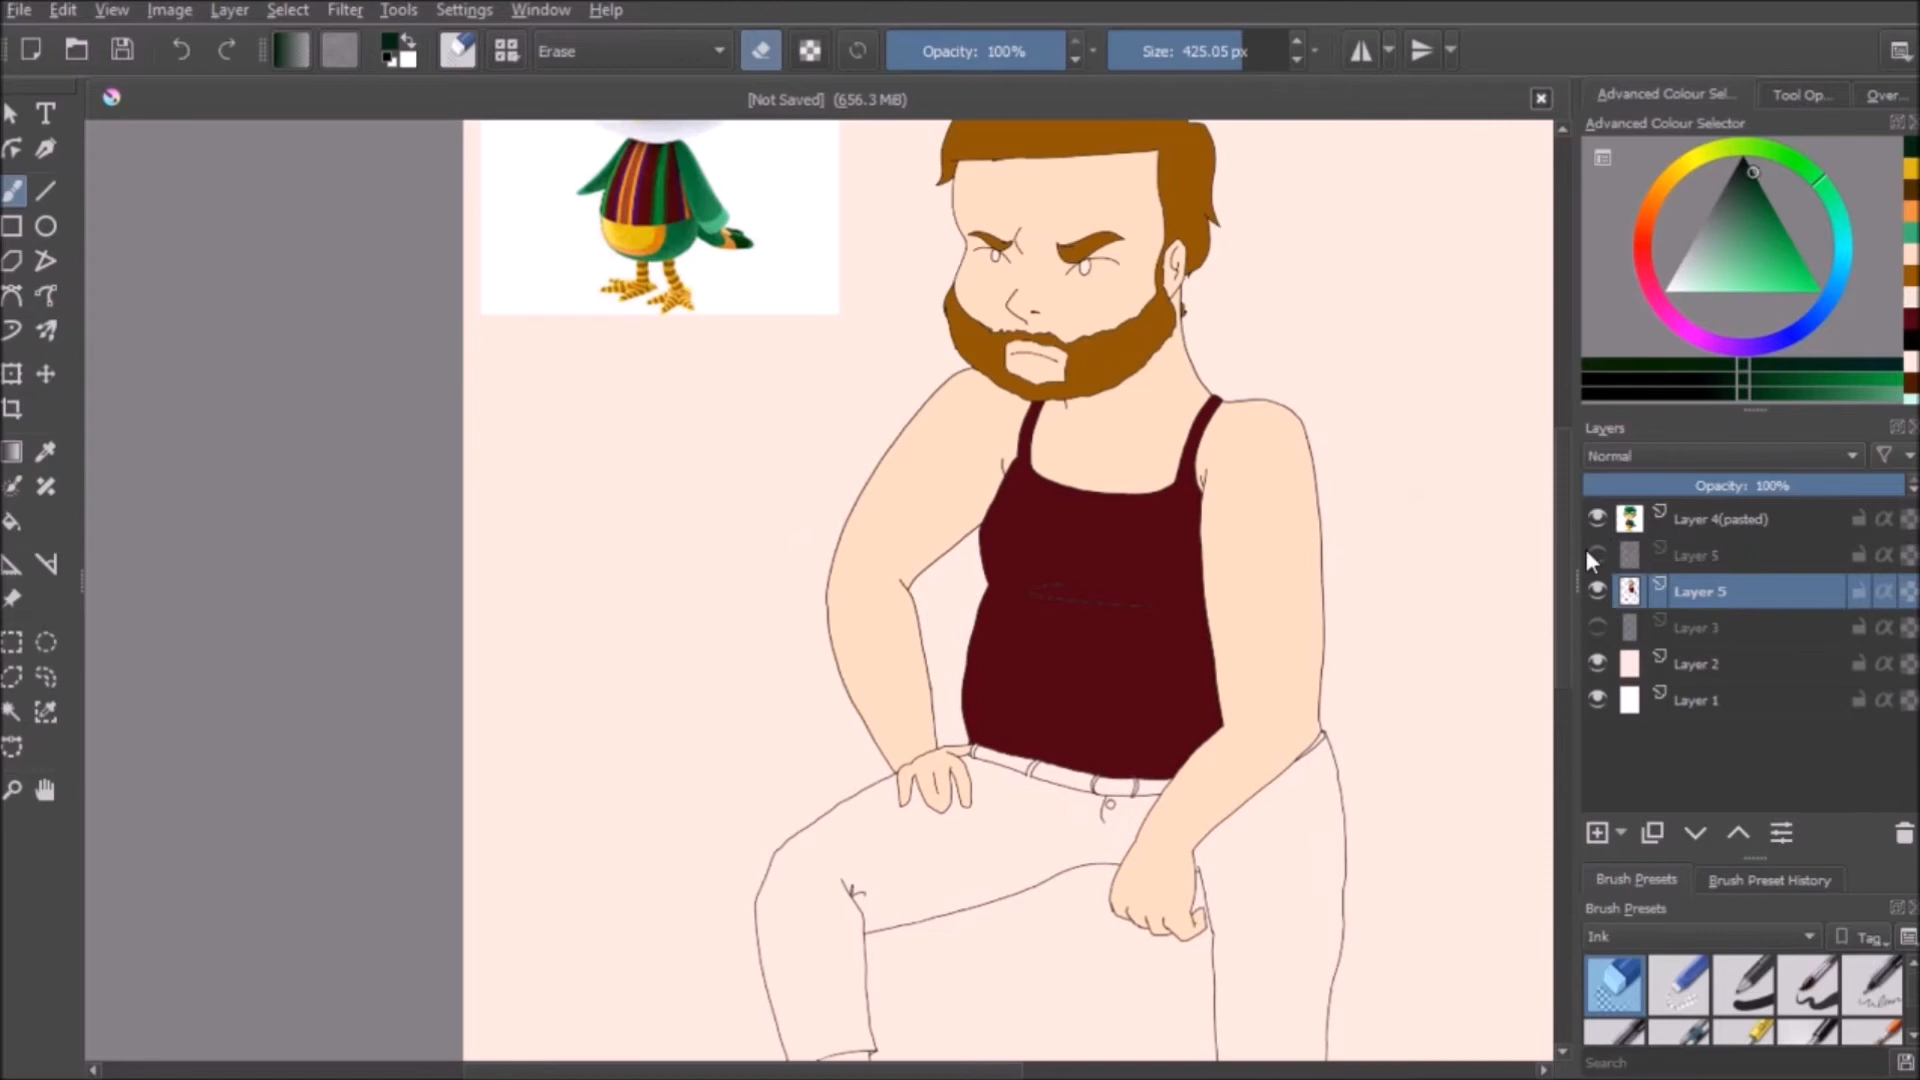 File Edit View Image Layer Select Filter Tools Settings Window Help
Erase Opacity: 100% Size: 425.05 px
[Not Saved] (656.3 MiB)
Advanced Colour Sel... Tool Op... Over...
Advanced Colour Selector
Layers
Normal
Opacity: 100%
Layer 4(pasted)
Layer 5
Layer 5
Layer 3
Layer 2
Layer 1
Brush Presets Brush Preset History
Brush Presets
Ink Tag
Search